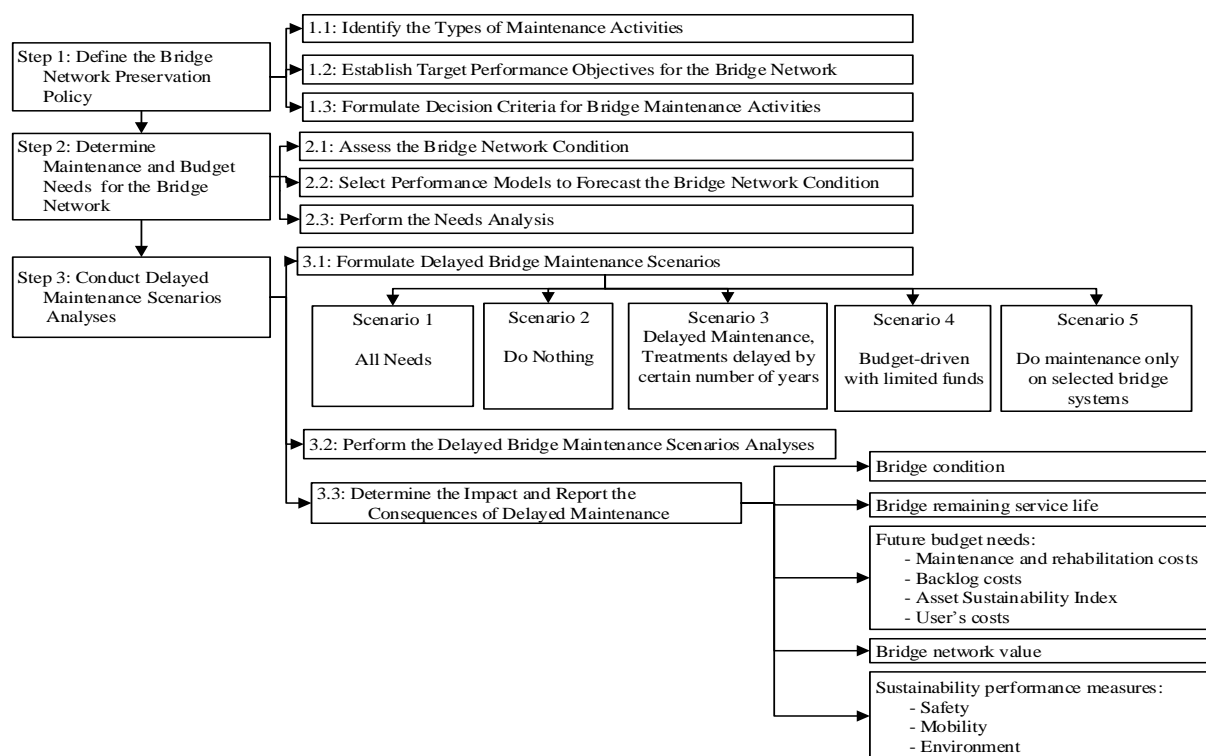 Step 1: Define the Bridge
Network Preservation
Policy
1.1: Identify the Types of Maintenance Activities
1.2: Establish Target Performance Objectives for the Bridge Network
1.3: Formulate Decision Criteria for Bridge Maintenance Activities
Step 2: Determine
Maintenance and Budget
Needs for the Bridge
Network
2.1: Assess the Bridge Network Condition
2.2: Select Performance Models to Forecast the Bridge Network Condition
2.3: Perform the Needs Analysis
Step 3: Conduct Delayed
Maintenance Scenarios
Analyses
3.1: Formulate Delayed Bridge Maintenance Scenarios
Scenario 1
All Needs
Scenario 2
Do Nothing
Scenario 3
Delayed Maintenance,
Treatments delayed by
certain number of years
Scenario 4
Budget-driven
with limited funds
Scenario 5
Do maintenance only
on selected bridge
systems
3.2: Perform the Delayed Bridge Maintenance Scenarios Analyses
3.3: Determine the Impact and Report the
Consequences of Delayed Maintenance
Bridge condition
Bridge remaining service life
Future budget needs:
- Maintenance and rehabilitation costs
- Backlog costs
- Asset Sustainability Index
- User's costs
Bridge network value
Sustainability performance measures:
- Safety
- Mobility
- Environment